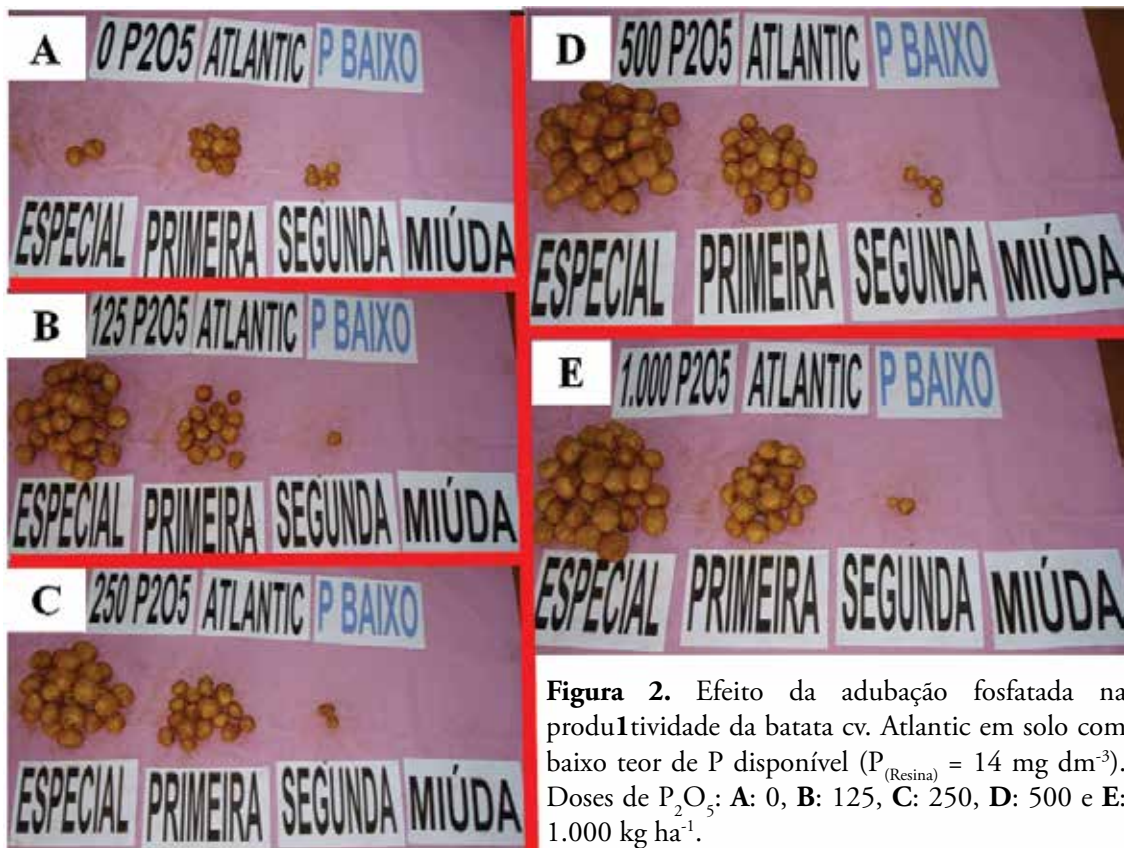 A
0 P2O5 ATLANTIC P BAIXO
ESPECIAL PRIMEIRA SEGUNDA MIÚDA
B
125 P2O5 ATLANTIC P BAIXO
ESPECIAL PRIMEIRA SEGUNDA MIÚDA
C
250 P2O5 ATLANTIC P BAIXO
ESPECIAL PRIMEIRA SEGUNDA MIÚDA
D
500 P2O5 ATLANTIC P BAIXO
ESPECIAL PRIMEIRA SEGUNDA MIÚDA
E
1.000 P2O5 ATLANTIC P BAIXO
ESPECIAL PRIMEIRA SEGUNDA MIÚDA
Figura 2. Efeito da adubação fosfatada na
produ1tividade da batata cv. Atlantic em solo com
baixo teor de P disponível (P(Resina) = 14 mg dm⁻³).
Doses de P₂O₅: A: 0, B: 125, C: 250, D: 500 e E:
1.000 kg ha⁻¹.